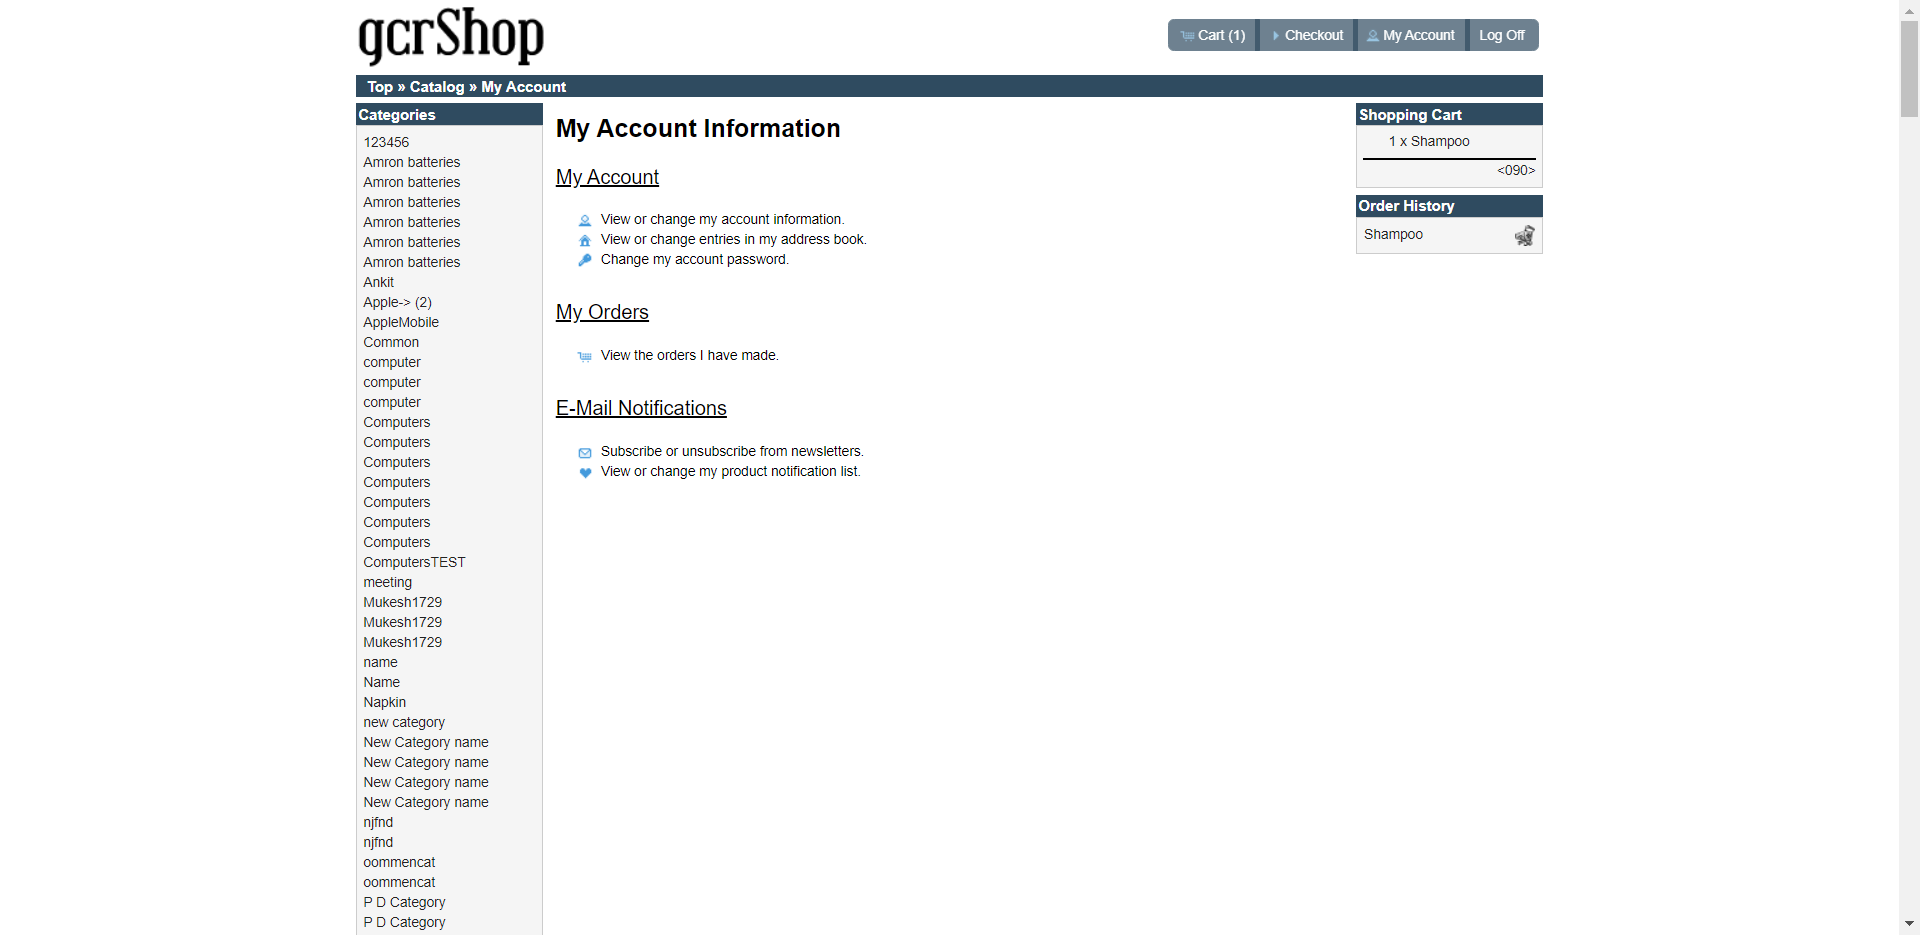 gcrShop
Cart (1) Checkout My Account Log Off
Top » Catalog » My Account
Categories
123456
Amron batteries
Amron batteries
Amron batteries
Amron batteries
Amron batteries
Amron batteries
Ankit
Apple-> (2)
AppleMobile
Common
computer
computer
computer
Computers
Computers
Computers
Computers
Computers
Computers
Computers
ComputersTEST
meeting
Mukesh1729
Mukesh1729
Mukesh1729
name
Name
Napkin
new category
New Category name
New Category name
New Category name
New Category name
njfnd
njfnd
oommencat
oommencat
P D Category
P D Category
My Account Information
My Account
View or change my account information.
View or change entries in my address book.
Change my account password.
My Orders
View the orders I have made.
E-Mail Notifications
Subscribe or unsubscribe from newsletters.
View or change my product notification list.
Shopping Cart
1 x Shampoo
<090>
Order History
Shampoo